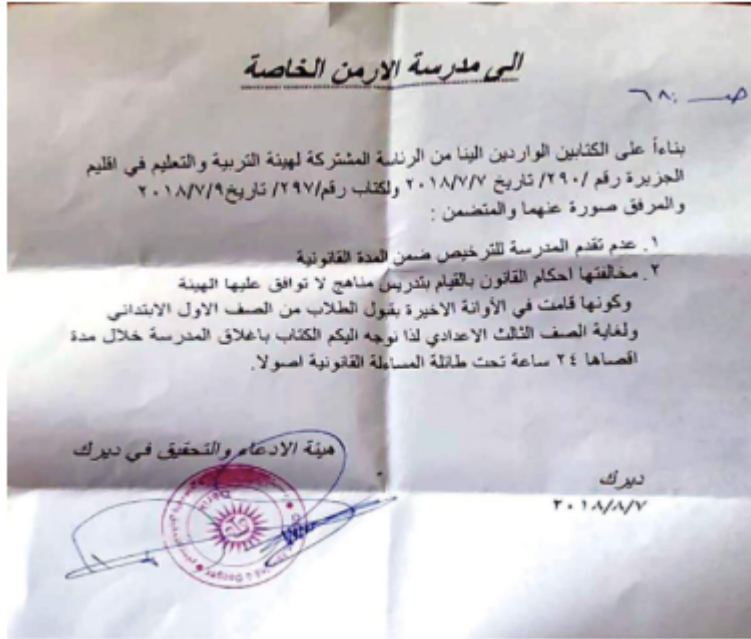 الى مدرسة الارمن الخاصة
صـــ: ٦٨
بناءاً على الكتابين الواردين الينا من الرئاسة المشتركة لهيئة التربية والتعليم في اقليم
الجزيرة رقم /٢٩٠/ تاريخ ٢٠١٨/٧/٧ ولكتاب رقم/٢٩٧/ تاريخ٢٠١٨/٧/٩
والمرفق صورة عنهما والمتضمن :
١. عدم تقدم المدرسة للترخيص ضمن المدة القانونية
٢. مخالفتها احكام القانون بالقيام بتدريس مناهج لا توافق عليها الهيئة
وكونها قامت في الأوانة الاخيرة بقبول الطلاب من الصف الاول الابتدائي
ولغاية الصف الثالث الاعدادي لذا نوجه اليكم الكتاب باغلاق المدرسة خلال مدة
اقصاها ٢٤ ساعة تحت طائلة المساءلة القانونية اصولا.
هيئة الادعاء والتحقيق في ديرك
ديرك
٢٠١٨/٨/٧